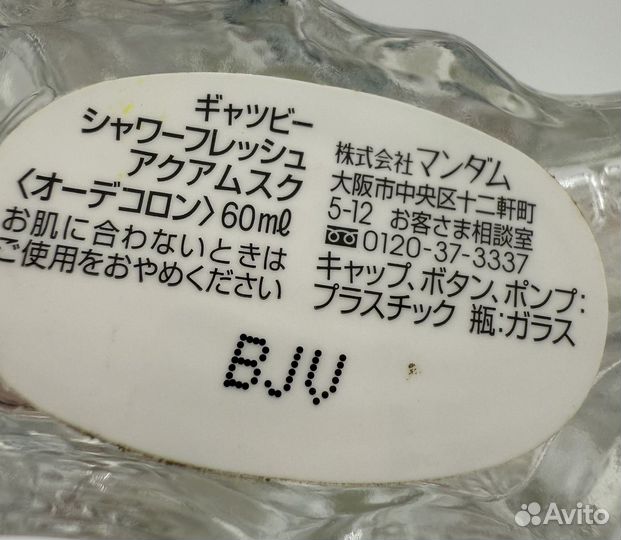 ギャツビー
シャワーフレッシュ
アクアムスク
〈オーデコロン〉60ml
お肌に合わないときは
ご使用をおやめください
株式会社 マンダム
大阪市中央区十二軒町
5-12 お客さま相談室
0120-37-3337
キャップ、ボタン、ポンプ:
プラスチック 瓶:ガラス
BJV
Avito